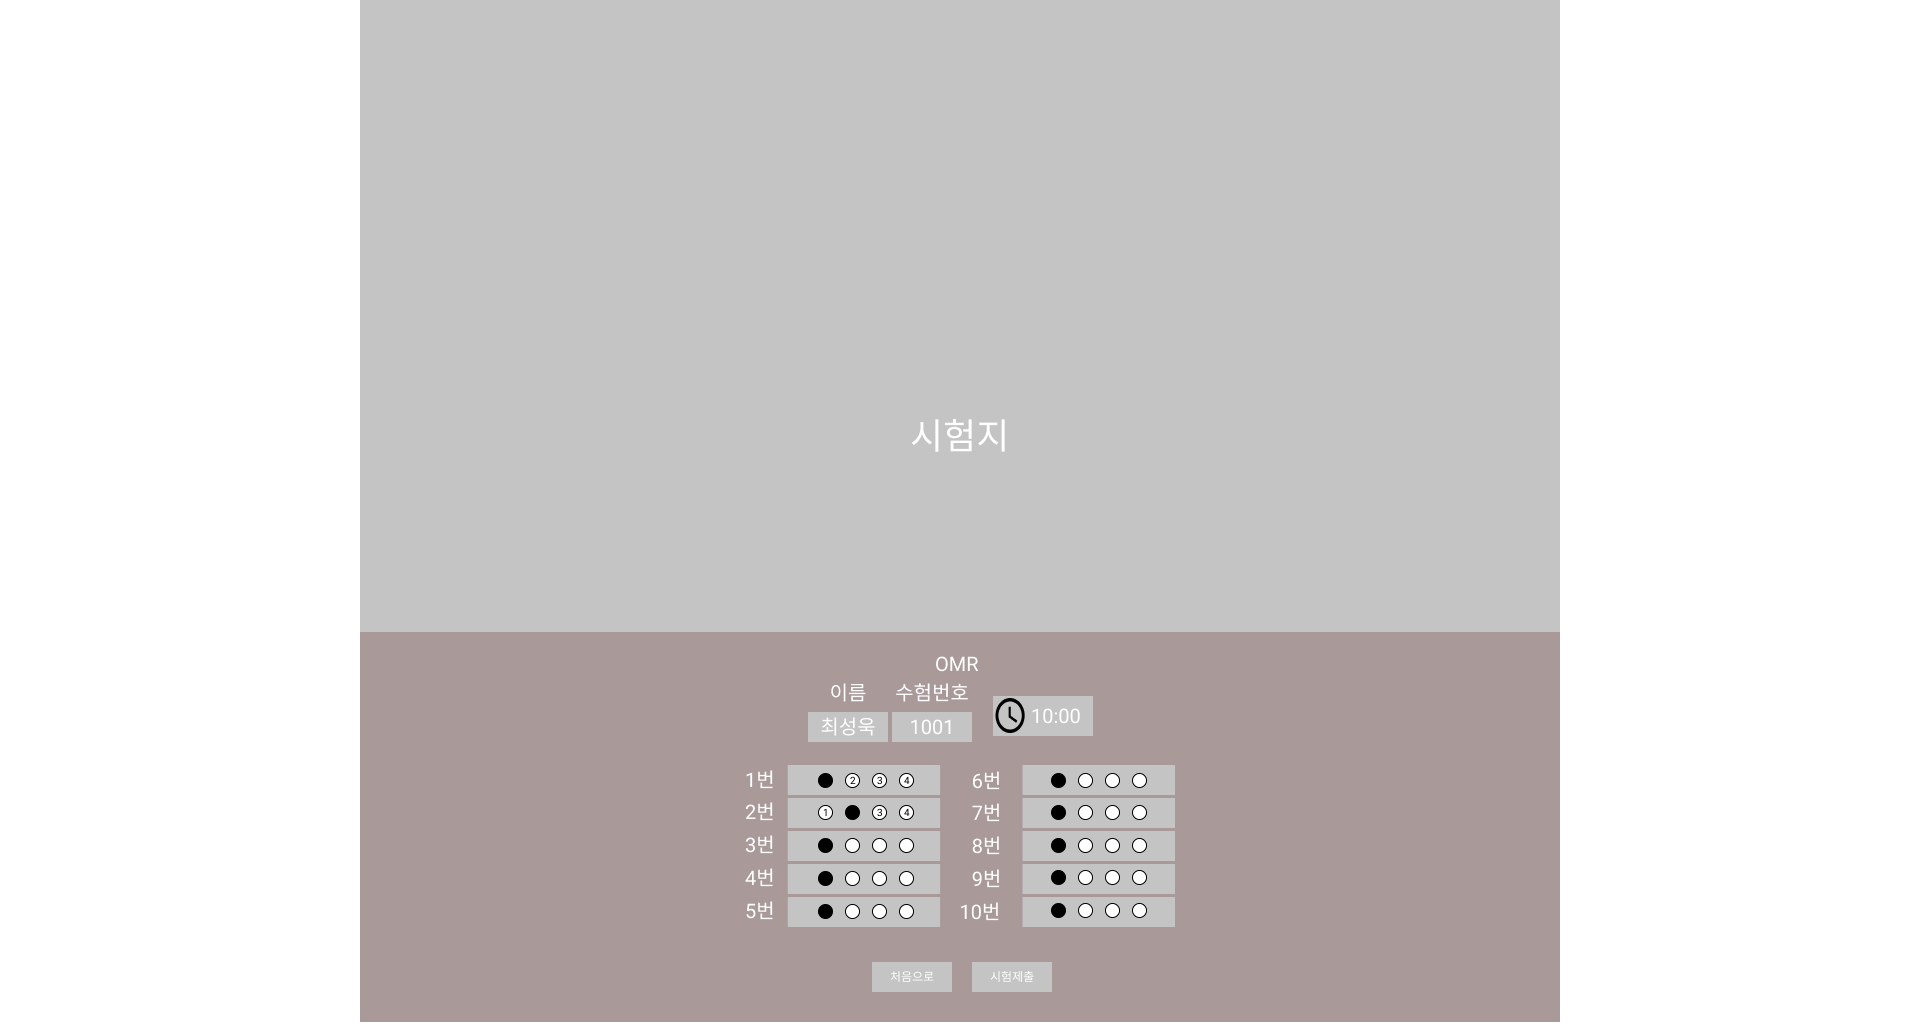 시험지
OMR
이름 수험번호
최성욱 1001 10:00
1번 2 3 4 6번
2번 1 3 4 7번
3번 8번
4번 9번
5번 10번
처음으로 시험제출